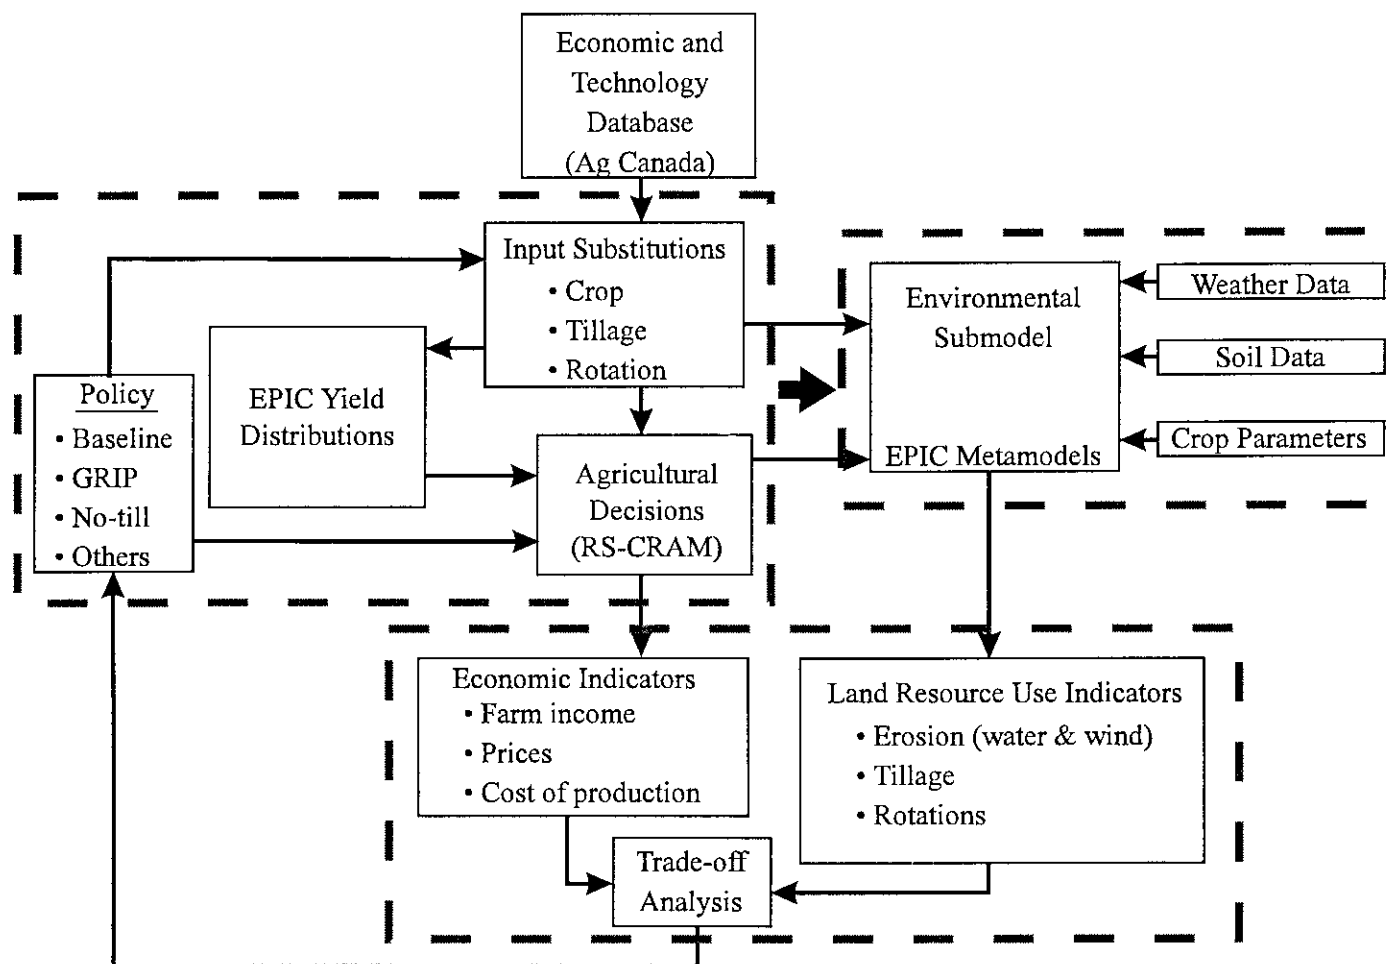 Economic and
Technology
Database
(Ag Canada)
Input Substitutions
• Crop
• Tillage
• Rotation
Environmental
Submodel
EPIC Metamodels
Weather Data
Soil Data
Crop Parameters
EPIC Yield
Distributions
Policy
• Baseline
• GRIP
• No-till
• Others
Agricultural
Decisions
(RS-CRAM)
Economic Indicators
• Farm income
• Prices
• Cost of production
Land Resource Use Indicators
• Erosion (water & wind)
• Tillage
• Rotations
Trade-off
Analysis